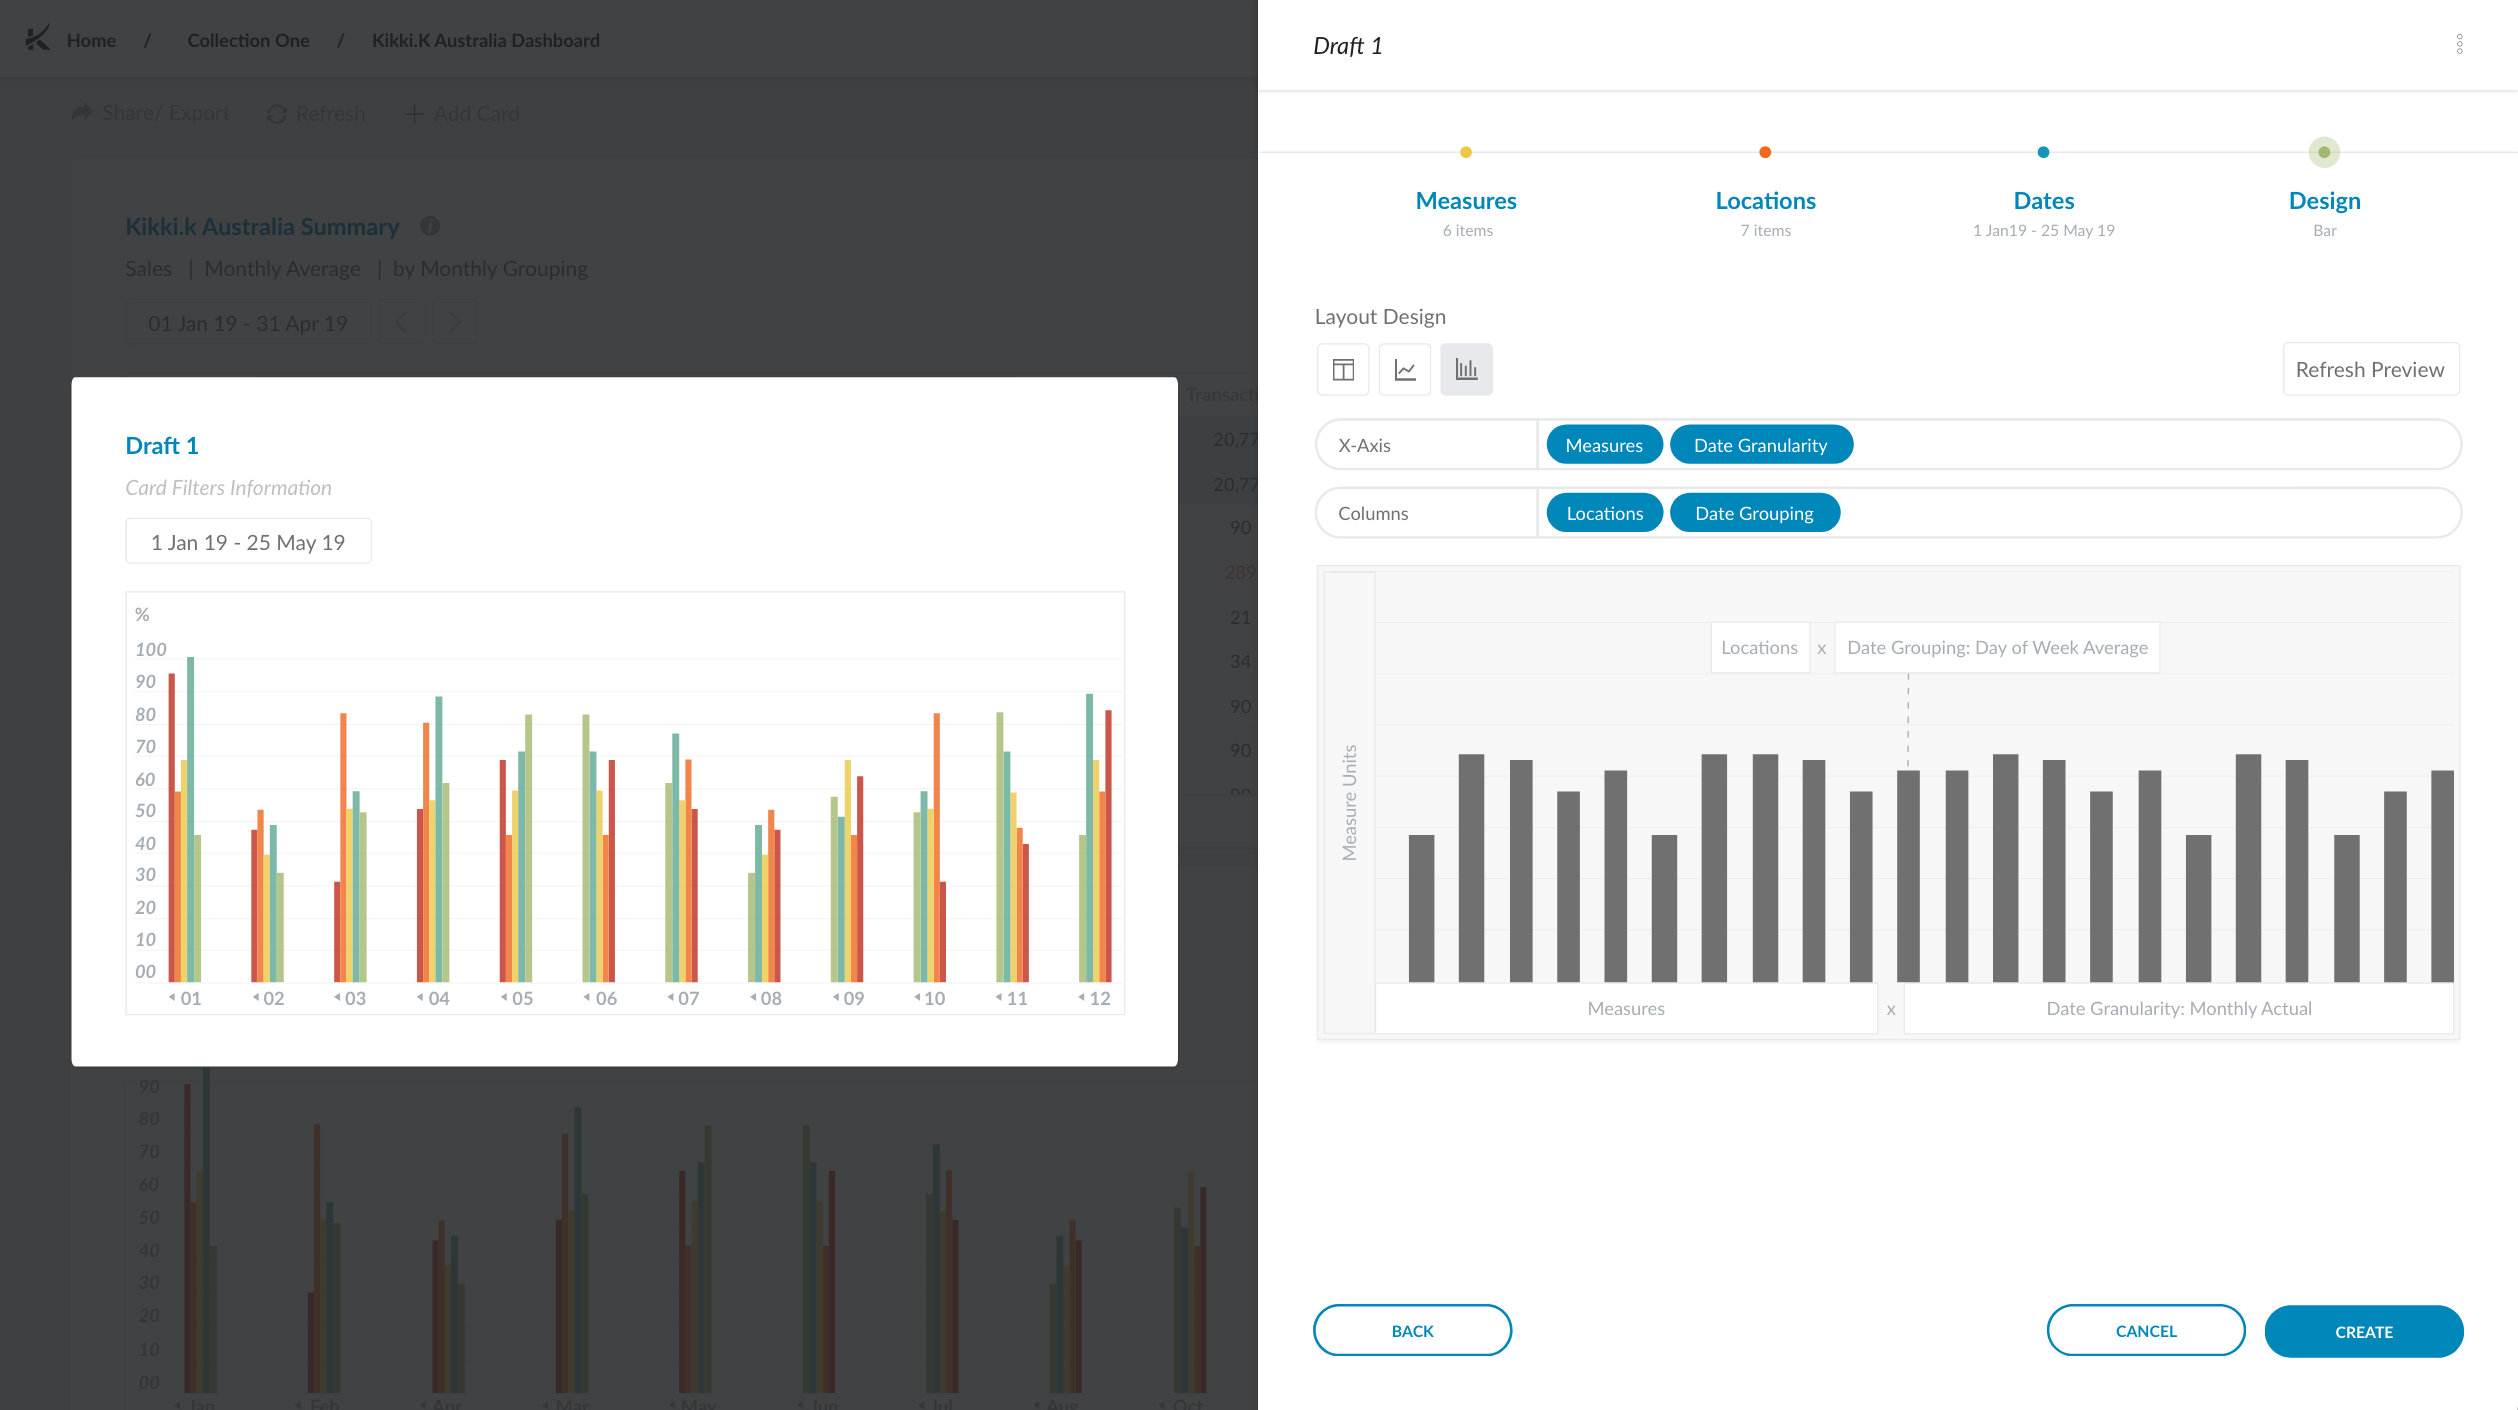 Home / Collection One / Kikki.K Australia Dashboard
Share/ Export Refresh + Add Card
Kikki.k Australia Summary
Sales | Monthly Average | by Monthly Grouping
01 Jan 19 - 31 Apr 19
20,77
20,77
90
289
21
34
90
90
Draft 1
Card Filters Information
1 Jan 19 - 25 May 19
%
100
90
80
70
60
50
40
30
20
10
00
01 02 03 04 05 06 07 08 09 10 11 12
90
80
70
60
50
40
30
20
10
00
Jan Feb Apr Mar May Jun Jul Aug Oct
Draft 1
Measures Locations Dates Design
6 items 7 items 1 Jan19 - 25 May 19 Bar
Layout Design
Refresh Preview
X-Axis Measures Date Granularity
Columns Locations Date Grouping
Locations x Date Grouping: Day of Week Average
Measure Units
Measures x Date Granularity: Monthly Actual
BACK CANCEL CREATE